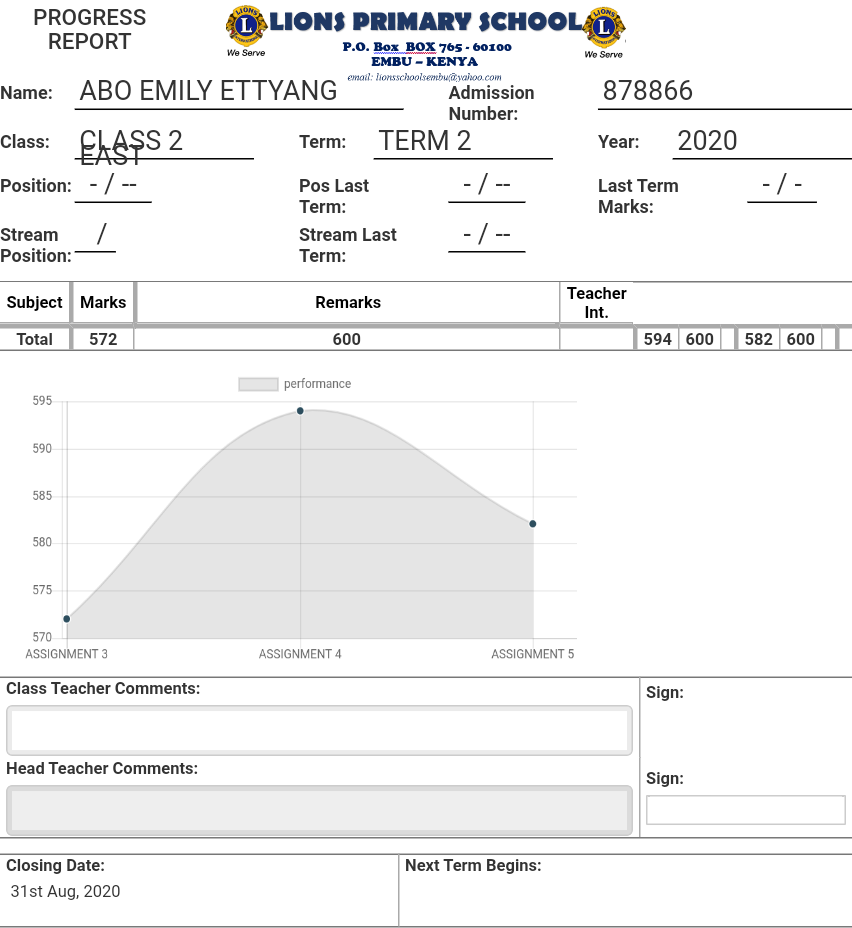 PROGRESS REPORT
LIONS PRIMARY SCHOOL
P.O. Box BOX 765 - 60100
EMBU – KENYA
email: lionsschoolsembu@yahoo.com
LIONS L INTERNATIONAL
We Serve
LIONS L INTERNATIONAL
We Serve
Name: ABO EMILY ETTYANG Admission Number: 878866
Class: CLASS 2 EAST Term: TERM 2 Year: 2020
Position: - / -- Pos Last Term: - / -- Last Term Marks: - / -
Stream Position: / Stream Last Term: - / --
Subject Marks Remarks Teacher Int.
Total 572 600 594 600 582 600
performance
595
590
585
580
575
570
ASSIGNMENT 3 ASSIGNMENT 4 ASSIGNMENT 5
Class Teacher Comments: Sign:
Head Teacher Comments: Sign:
Closing Date: Next Term Begins:
31st Aug, 2020